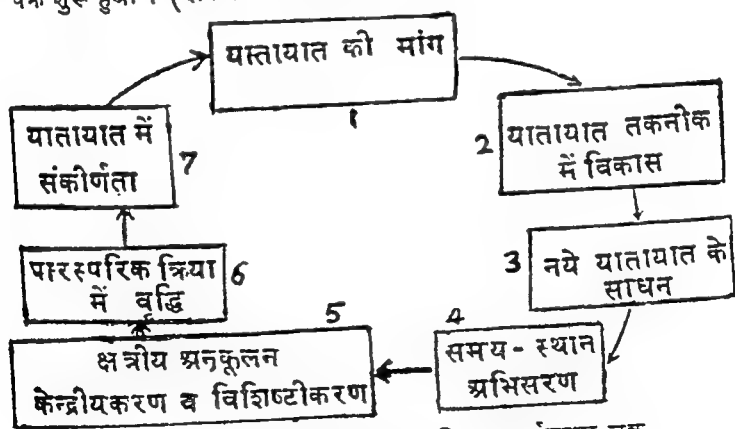 यातायात की मांग
1
2 यातायात तकनीक
में विकास
3 नये यातायात के
साधन
4
समय - स्थान
अभिसरण
5
क्षत्रीय अनकूलन
केन्द्रीयकरण व विशिष्टीकरण
पारस्परिक क्रिया
में वृद्धि 6
यातायात में
संकीर्णता 7